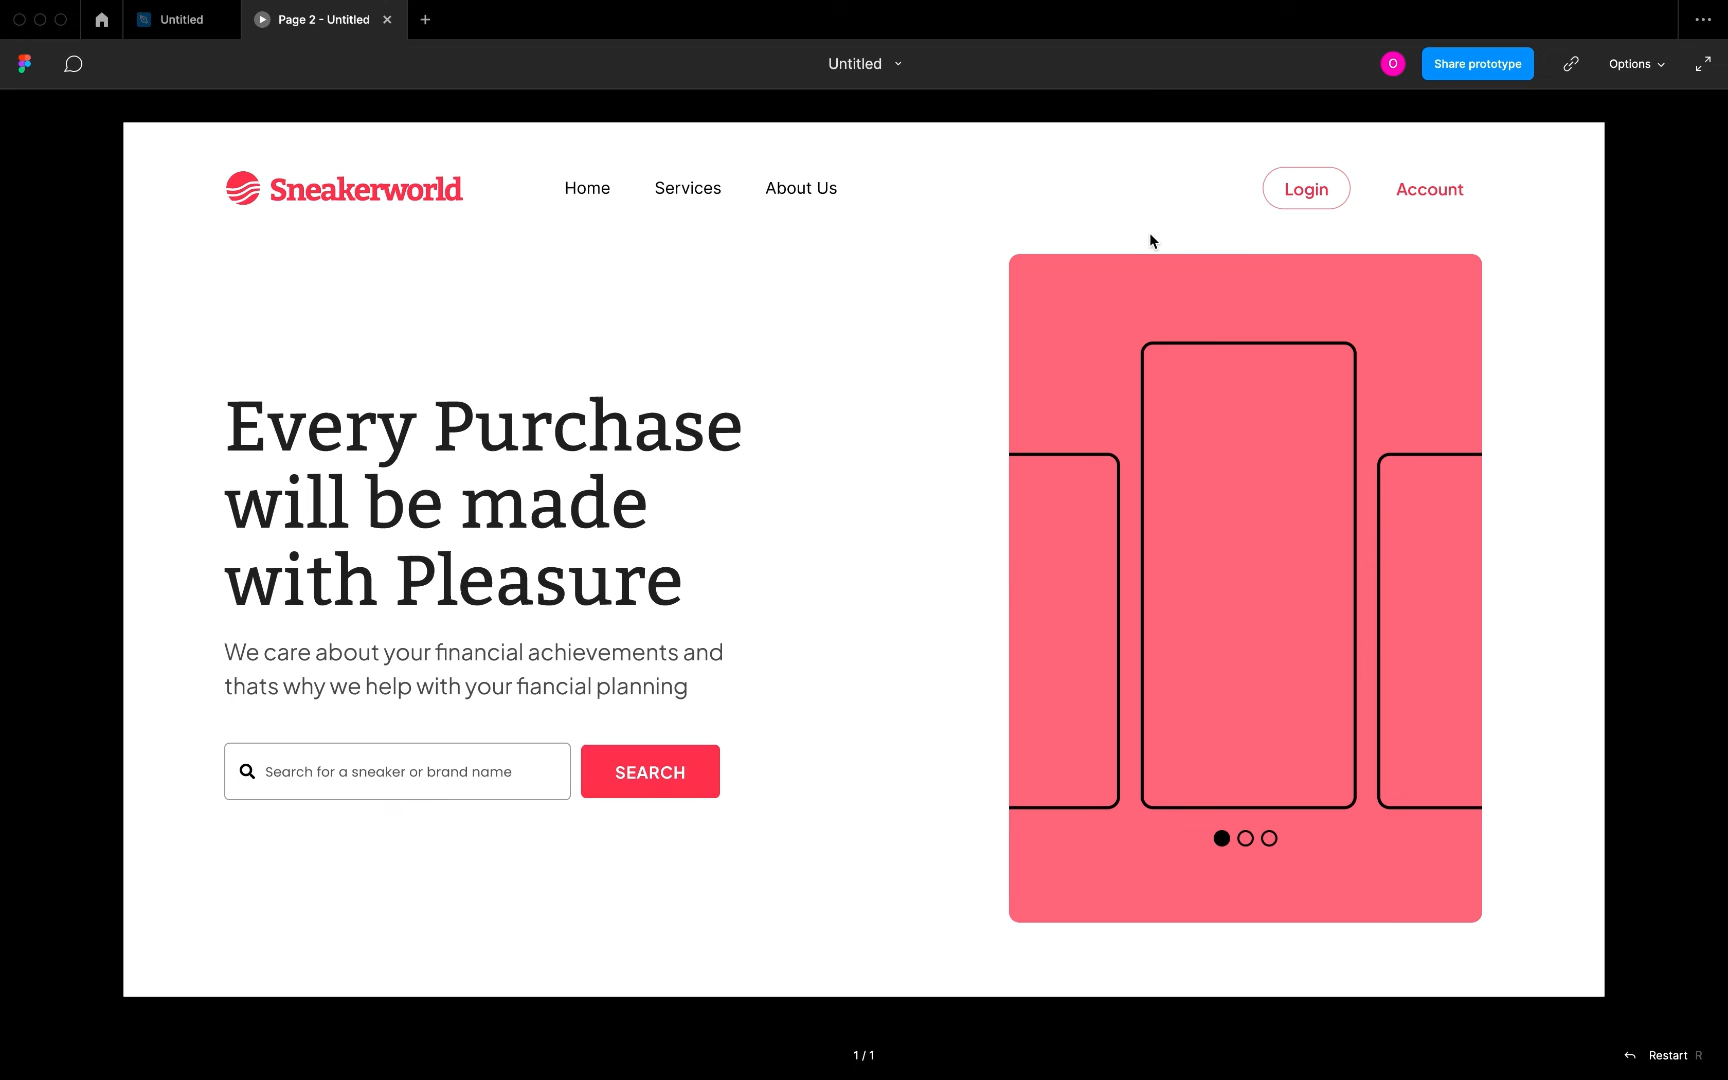 Untitled
Page 2 - Untitled
Untitled
O
Share prototype
Options
Sneakerworld
Home
Services
About Us
Login
Account
Every Purchase
will be made
with Pleasure
We care about your financial achievements and
thats why we help with your fiancial planning
Search for a sneaker or brand name
SEARCH
1 / 1
Restart R